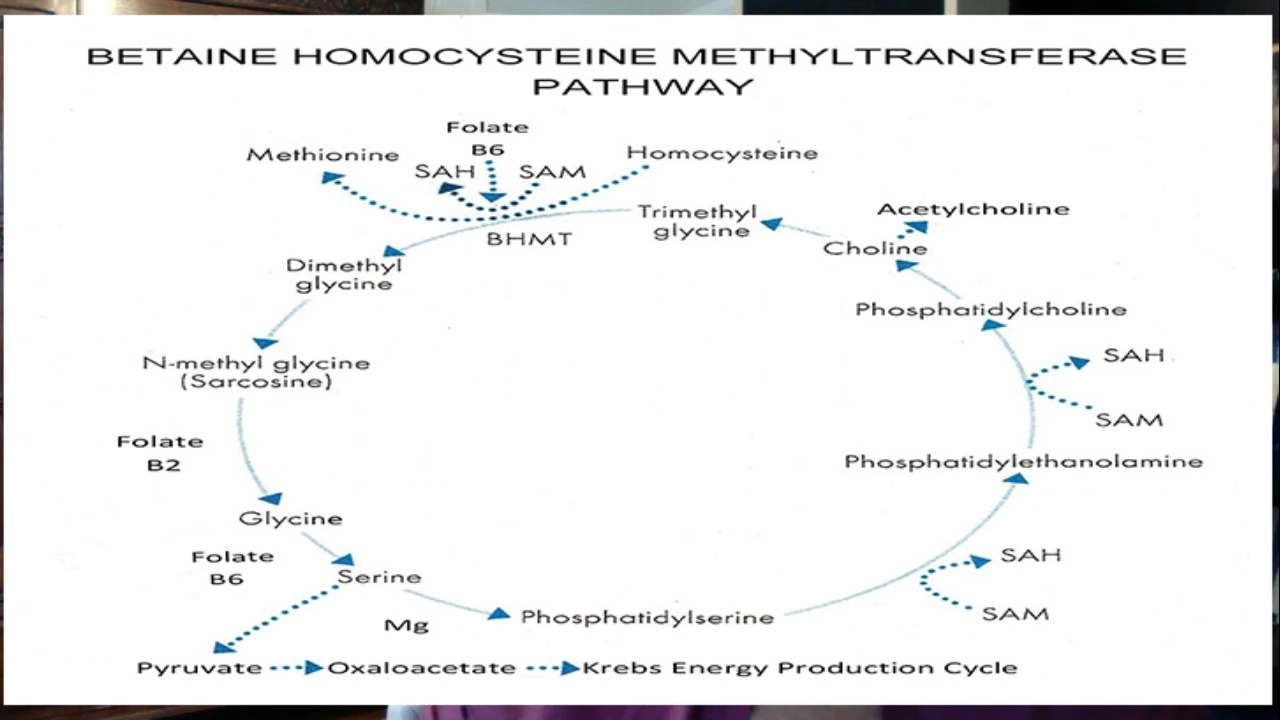 BETAINE HOMOCYSTEINE METHYLTRANSFERASE
PATHWAY
Folate
B6
Methionine
SAH
SAM
Homocysteine
Trimethyl
glycine
Acetylcholine
Choline
BHMT
Dimethyl
glycine
Phosphatidylcholine
N-methyl glycine
(Sarcosine)
SAH
SAM
Folate
B2
Phosphatidylethanolamine
Glycine
Folate
B6
SAH
Serine
SAM
Phosphatidylserine
Mg
Pyruvate Oxaloacetate Krebs Energy Production Cycle